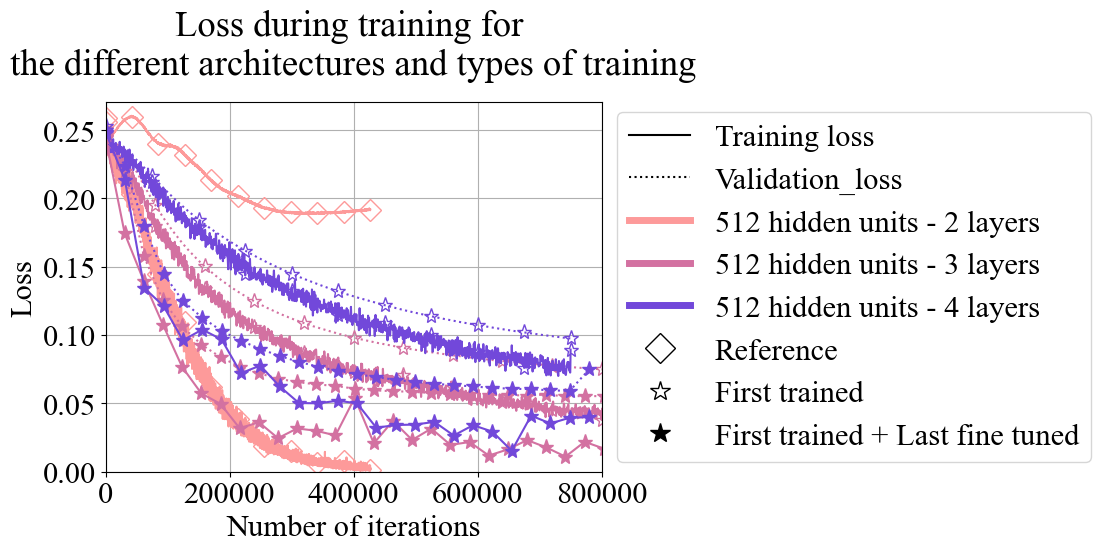 Loss during training for
the different architectures and types of training
0.25
0.20
0.15
0.10
0.05
0.00
Loss
0 200000 400000 600000 800000
Number of iterations
Training loss
Validation_loss
512 hidden units - 2 layers
512 hidden units - 3 layers
512 hidden units - 4 layers
Reference
First trained
First trained + Last fine tuned